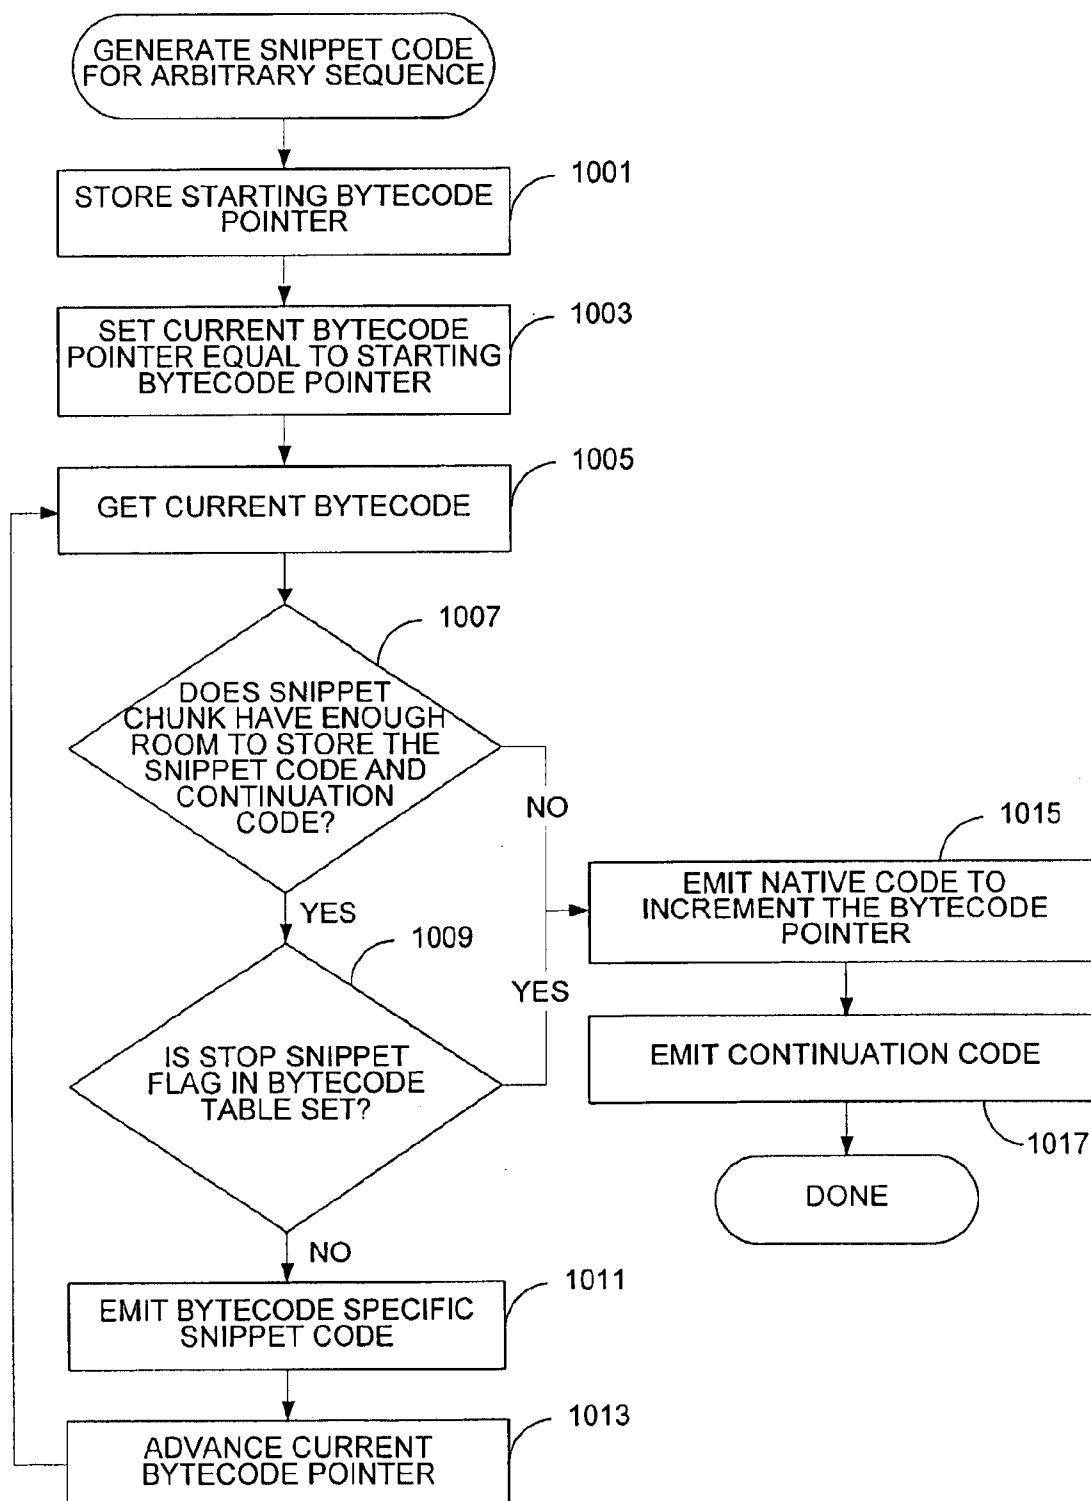 GENERATE SNIPPET CODE
FOR ARBITRARY SEQUENCE
1001
STORE STARTING BYTECODE
POINTER
1003
SET CURRENT BYTECODE
POINTER EQUAL TO STARTING
BYTECODE POINTER
1005
GET CURRENT BYTECODE
1007
DOES SNIPPET
CHUNK HAVE ENOUGH
ROOM TO STORE THE
SNIPPET CODE AND
CONTINUATION
CODE?
NO
YES
1009
IS STOP SNIPPET
FLAG IN BYTECODE
TABLE SET?
YES
NO
1011
EMIT BYTECODE SPECIFIC
SNIPPET CODE
1013
ADVANCE CURRENT
BYTECODE POINTER
1015
EMIT NATIVE CODE TO
INCREMENT THE BYTECODE
POINTER
EMIT CONTINUATION CODE
1017
DONE